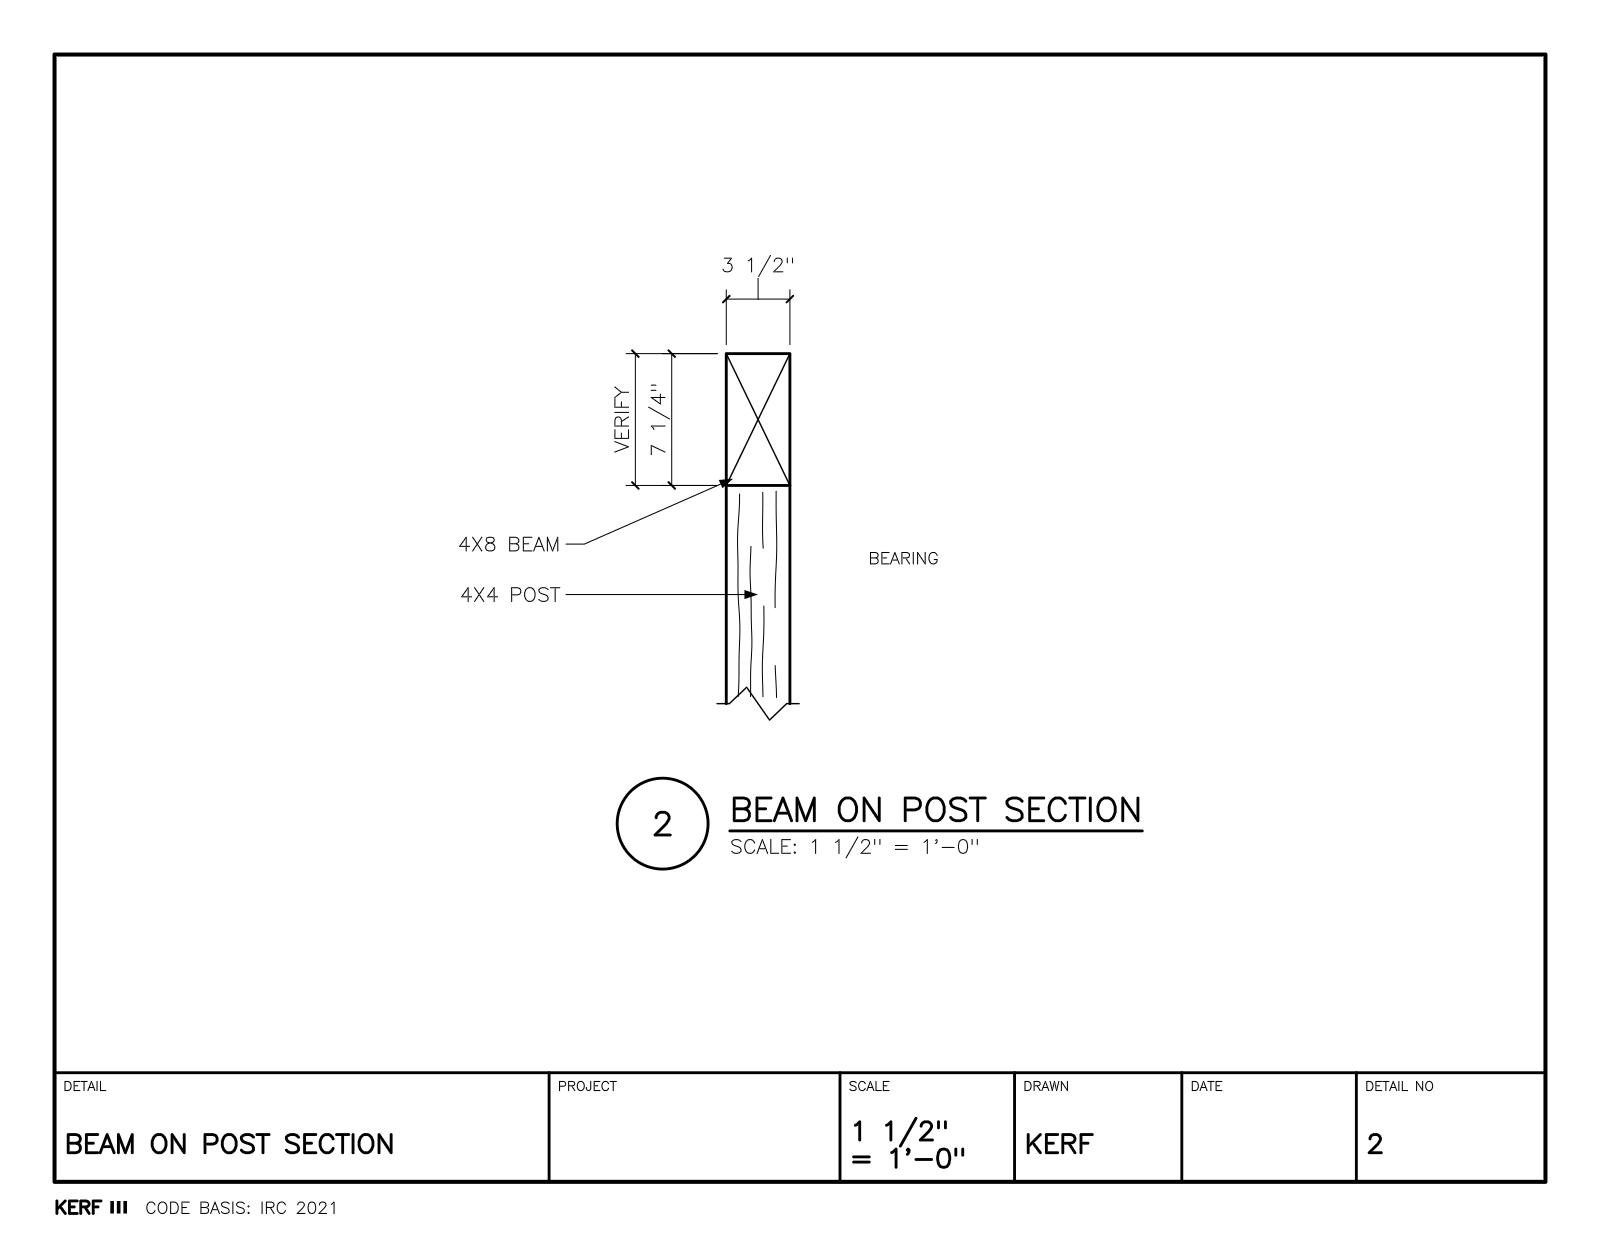 3 1/2"
VERIFY
7 1/4"
4X8 BEAM
BEARING
4X4 POST
2
BEAM ON POST SECTION
SCALE: 1 1/2" = 1'-0"
DETAIL
BEAM ON POST SECTION
PROJECT
SCALE
1 1/2"
= 1'-0"
DRAWN
KERF
DATE
DETAIL NO
2
KERF III CODE BASIS: IRC 2021